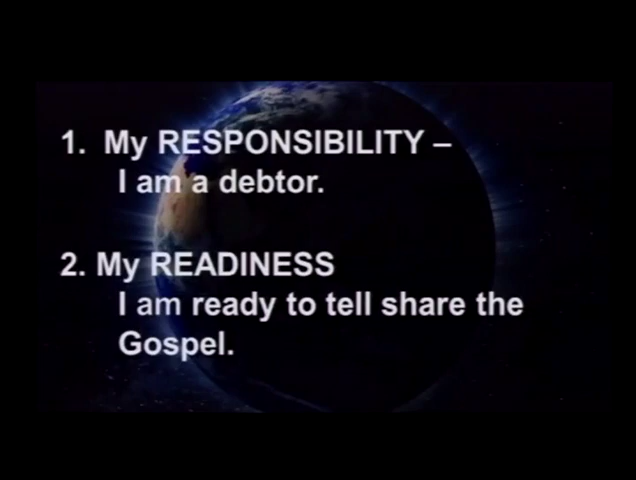 1. My RESPONSIBILITY –
I am a debtor.
2. My READINESS
I am ready to tell share the
Gospel.